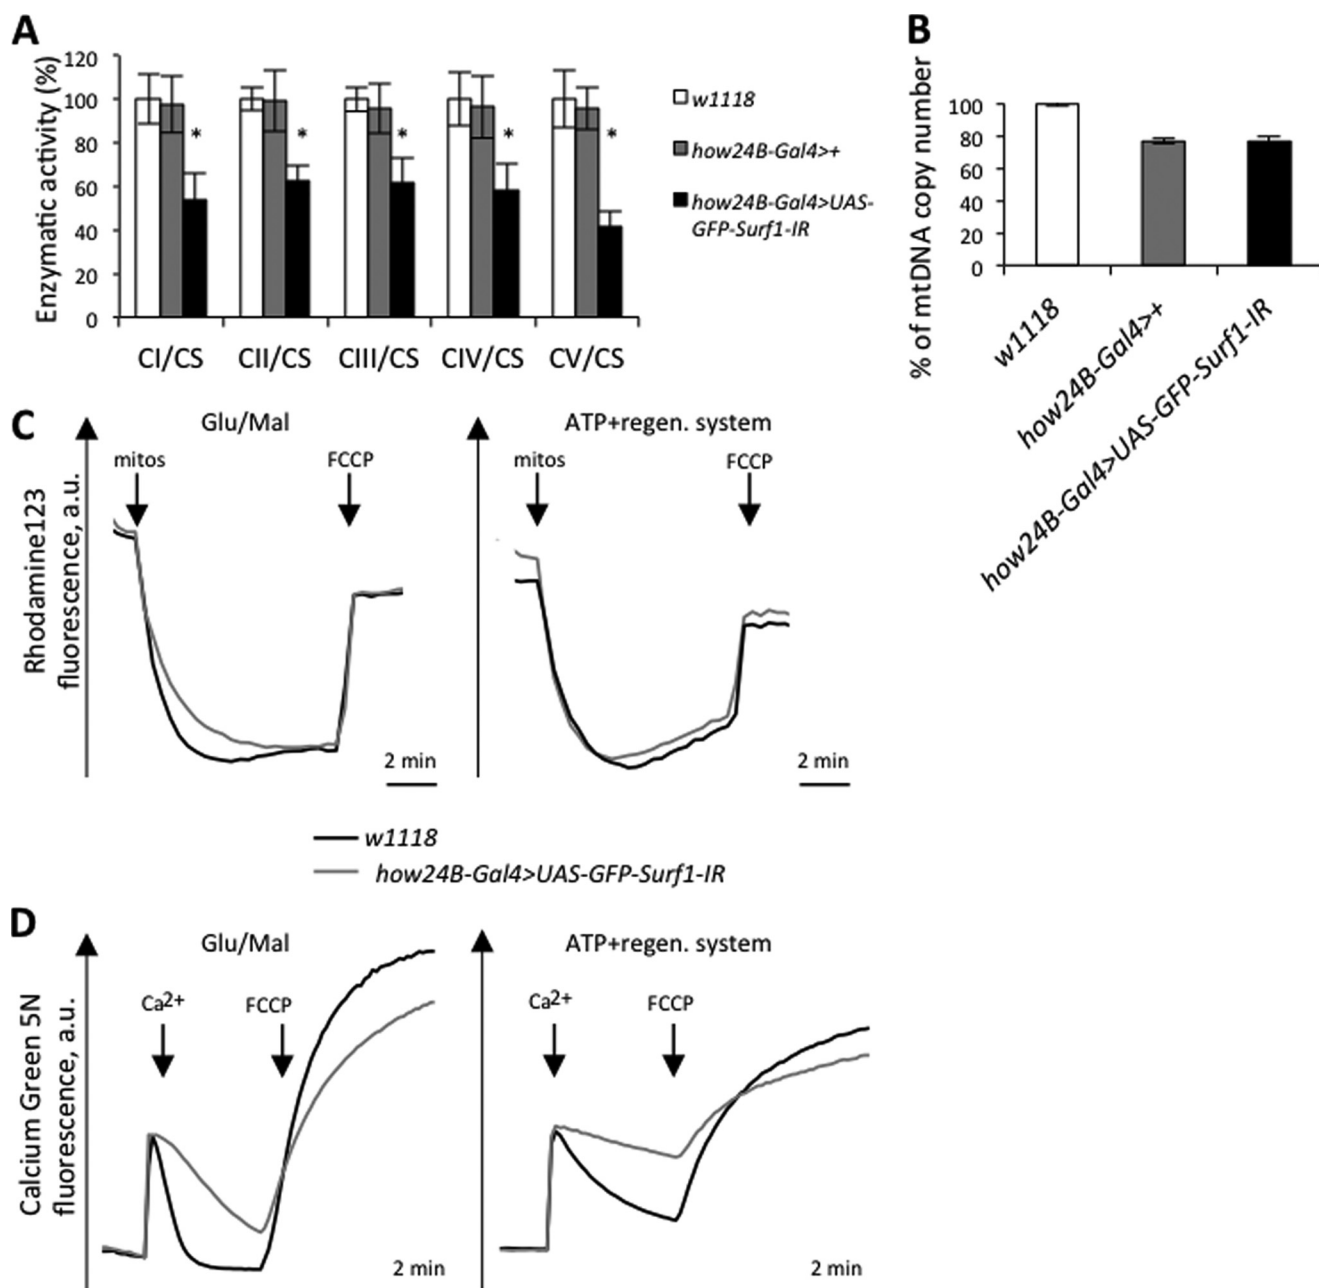 A
Enzymatic activity (%)
120
100
80
60
40
20
0
*
*
*
*
*
CI/CS
CII/CS
CIII/CS
CIV/CS
CV/CS
w1118
how24B-Gal4>+
how24B-Gal4>UAS-
GFP-Surf1-IR
B
% of mtDNA copy number
100
80
60
40
20
0
w1118
how24B-Gal4>+
how24B-Gal4>UAS-GFP-Surf1-IR
C
Rhodamine123
fluorescence, a.u.
Glu/Mal
mitos
FCCP
2 min
ATP+regen. system
mitos
FCCP
2 min
w1118
how24B-Gal4>UAS-GFP-Surf1-IR
D
Calcium Green 5N
fluorescence, a.u.
Glu/Mal
Ca2+
FCCP
2 min
ATP+regen. system
Ca2+
FCCP
2 min